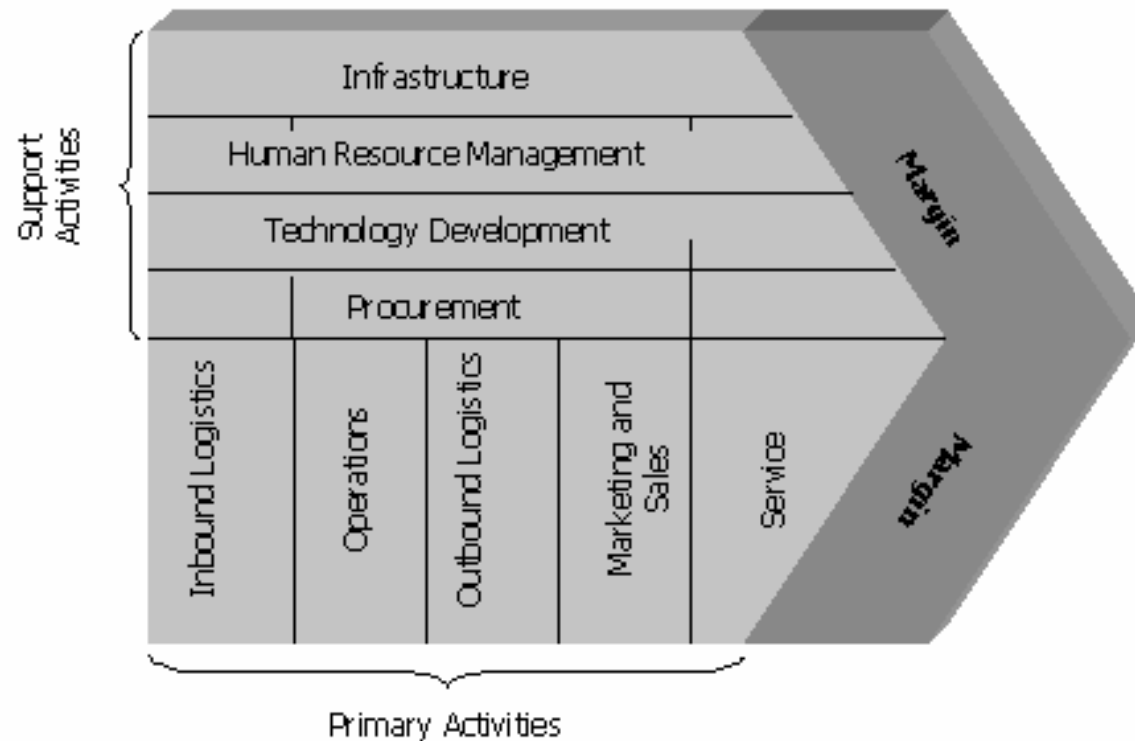 Support
Activities
Infrastructure
Human Resource Management
Technology Development
Procurement
Inbound Logistics
Operations
Outbound Logistics
Marketing and
Sales
Service
Margin
Margin
Primary Activities